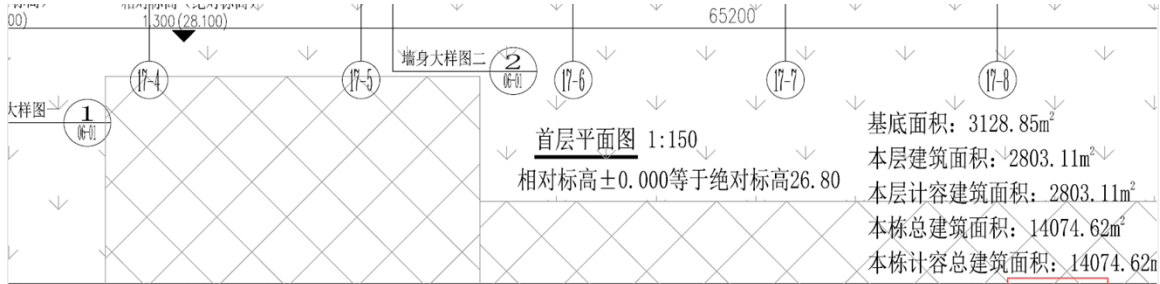 00)
1.300(28.100)
65200
墙身大样图二
2
06-01
17-4
17-5
17-6
17-7
17-8
大样图一
1
06-01
首层平面图 1:150
相对标高±0.000等于绝对标高26.80
基底面积: 3128.85m²
本层建筑面积: 2803.11m²
本层计容建筑面积: 2803.11m²
本栋总建筑面积: 14074.62m²
本栋计容总建筑面积: 14074.62m